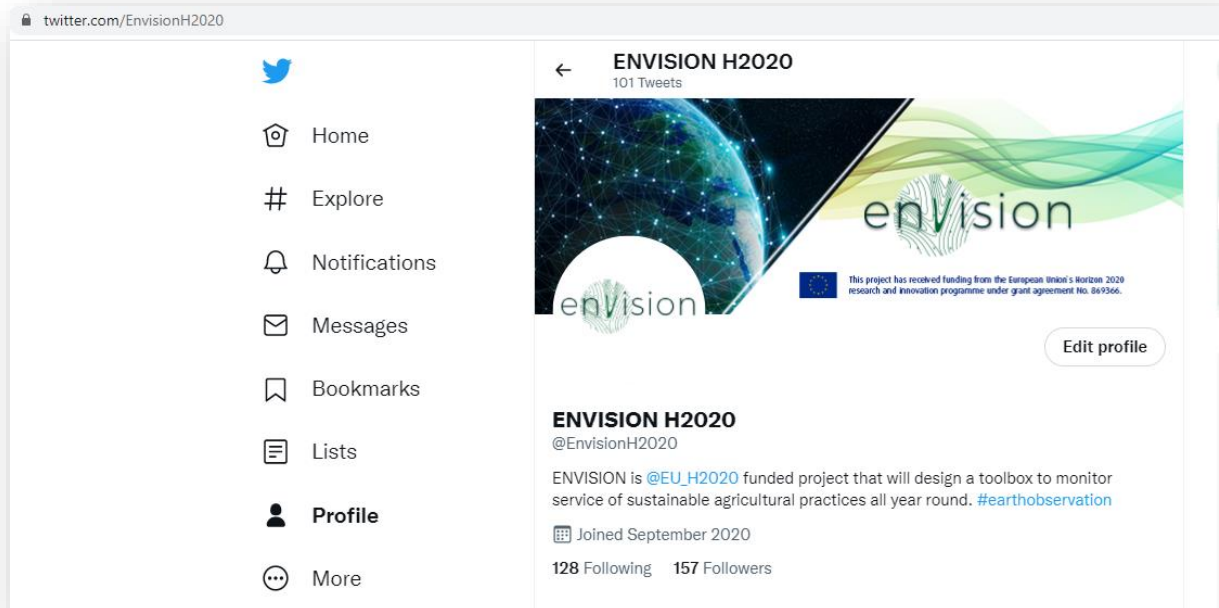 twitter.com/EnvisionH2020
ENVISION H2020
101 Tweets
Home
Explore
Notifications
Messages
Bookmarks
Lists
Profile
More
envision
This project has received funding from the European Union's Horizon 2020
research and innovation programme under grant agreement No. 869366.
envision
Edit profile
ENVISION H2020
@EnvisionH2020
ENVISION is @EU_H2020 funded project that will design a toolbox to monitor
service of sustainable agricultural practices all year round. #earthobservation
Joined September 2020
128 Following 157 Followers